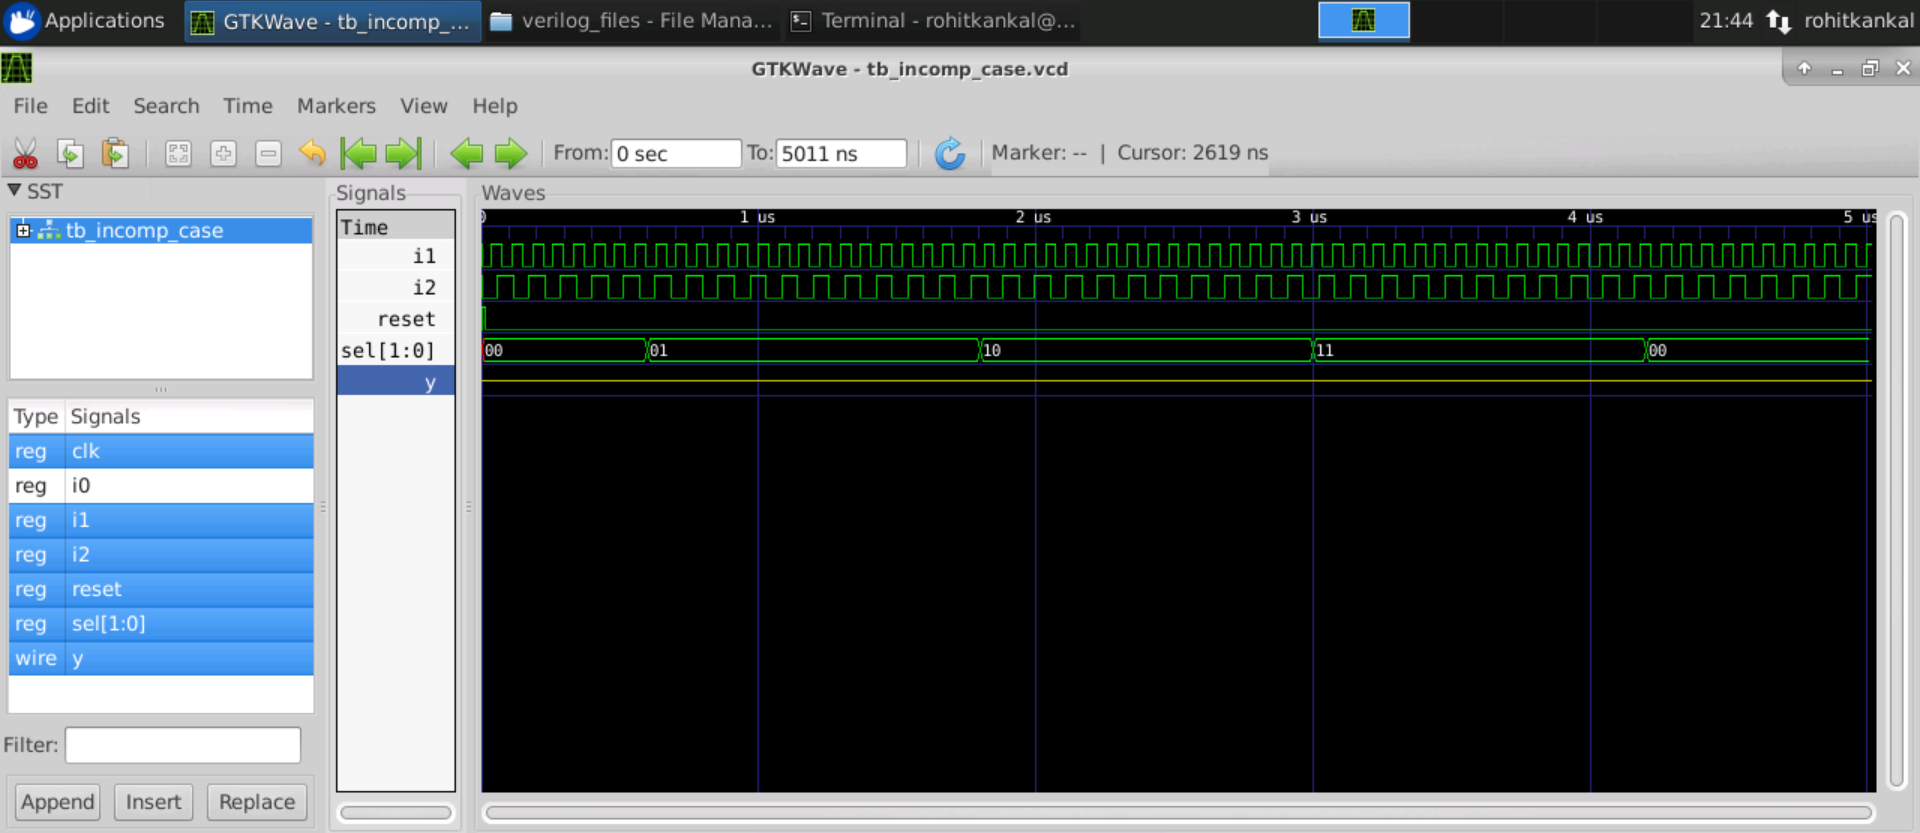 Applications GTKWave - tb_incomp_... verilog_files - File Mana... Terminal - rohitkankal@... 21:44 rohitkankal
GTKWave - tb_incomp_case.vcd
File Edit Search Time Markers View Help
From: 0 sec To: 5011 ns Marker: -- | Cursor: 2619 ns
SST
tb_incomp_case
Type Signals
reg clk
reg i0
reg i1
reg i2
reg reset
reg sel[1:0]
wire y
Filter:
Append Insert Replace
Signals
Time
i1
i2
reset
sel[1:0]
y
Waves
0 1 us 2 us 3 us 4 us 5 us
00 01 10 11 00